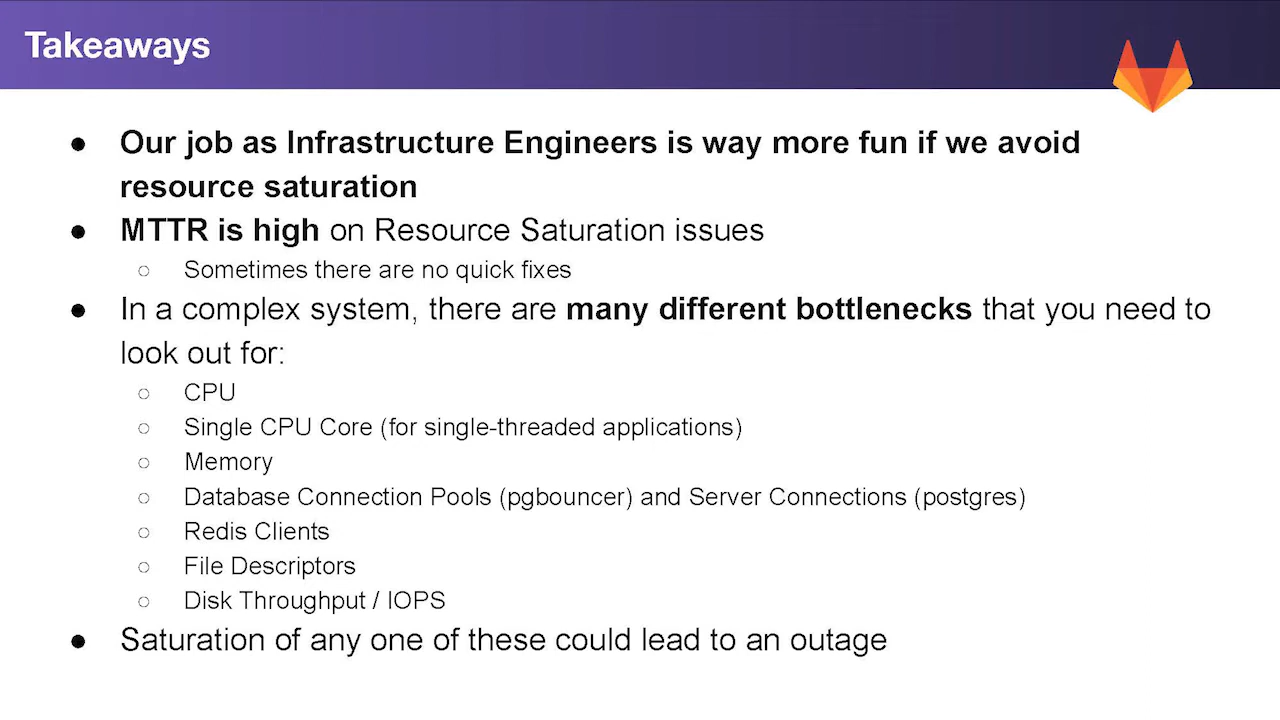 Takeaways
● Our job as Infrastructure Engineers is way more fun if we avoid
resource saturation
● MTTR is high on Resource Saturation issues
○ Sometimes there are no quick fixes
● In a complex system, there are many different bottlenecks that you need to
look out for:
○ CPU
○ Single CPU Core (for single-threaded applications)
○ Memory
○ Database Connection Pools (pgbouncer) and Server Connections (postgres)
○ Redis Clients
○ File Descriptors
○ Disk Throughput / IOPS
● Saturation of any one of these could lead to an outage